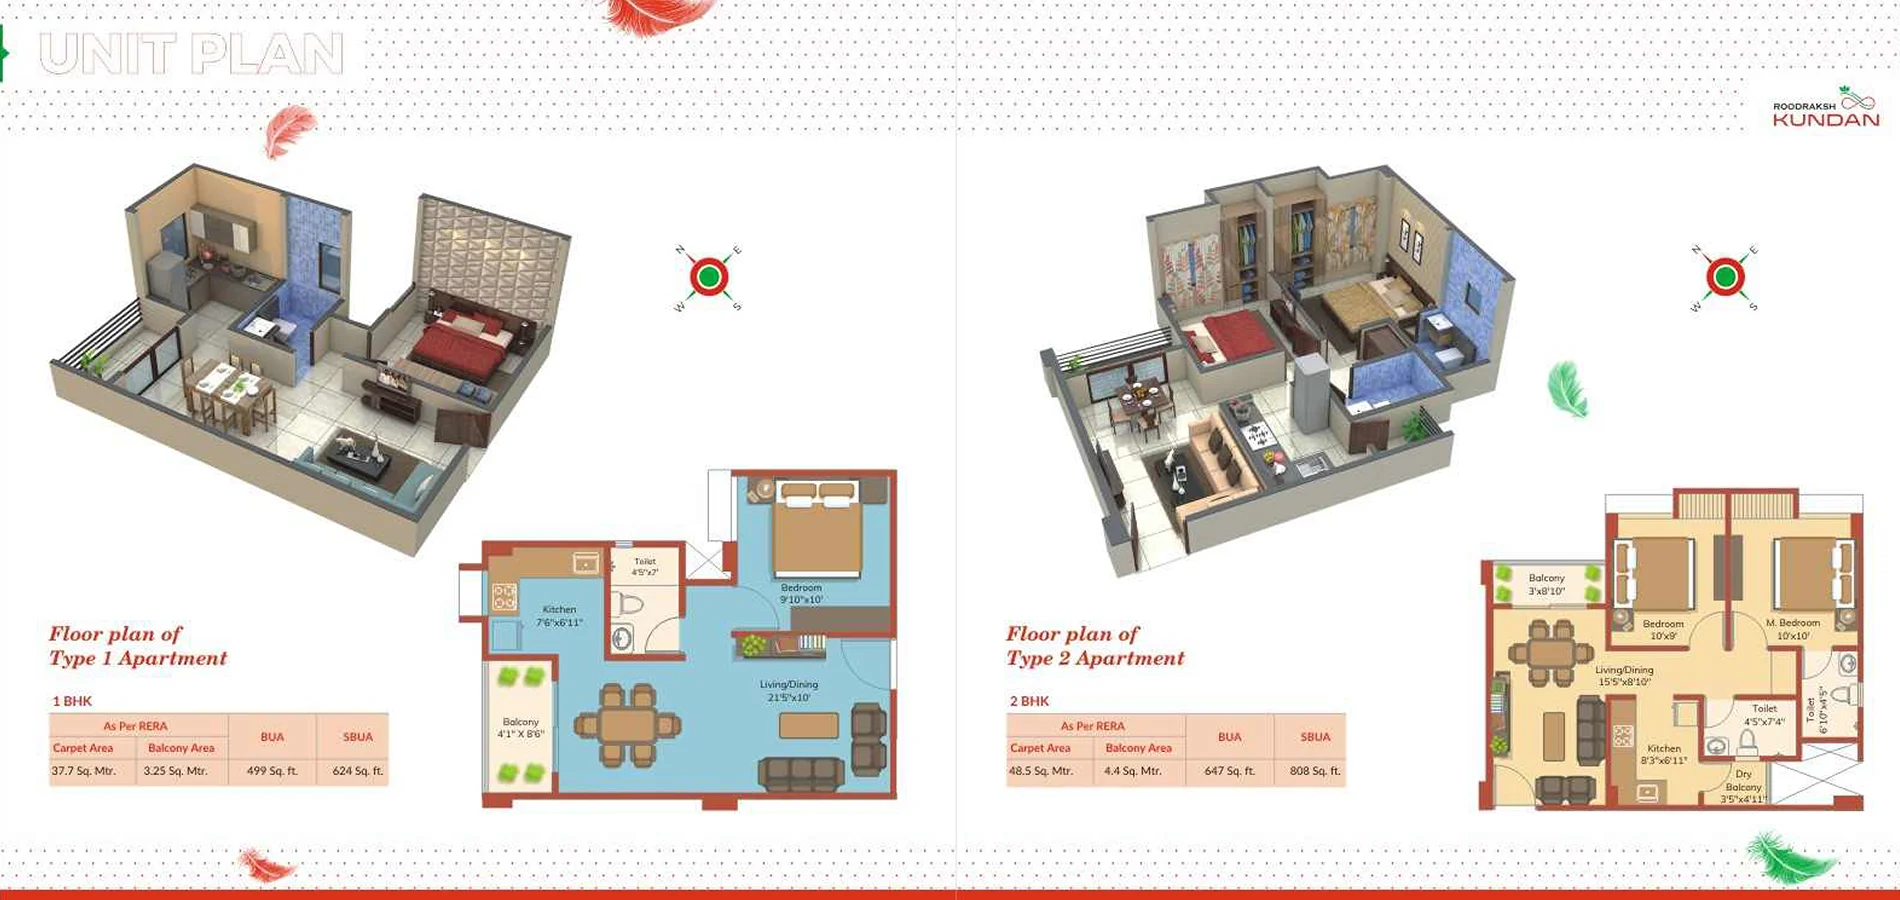 UNIT PLAN
ROODRAKSH
KUNDAN
N
E
W
S
Floor plan of
Type 1 Apartment
1 BHK
As Per RERA
BUA
SBUA
Carpet Area
Balcony Area
37.7 Sq. Mtr.
3.25 Sq. Mtr.
499 Sq. ft.
624 Sq. ft.
Toilet
4'5"x7'
Bedroom
9'10"x10'
Kitchen
7'6"x6'11"
Living/Dining
21'5"x10'
Balcony
4'1" X 8'6"
N
E
W
S
Floor plan of
Type 2 Apartment
2 BHK
As Per RERA
BUA
SBUA
Carpet Area
Balcony Area
48.5 Sq. Mtr.
4.4 Sq. Mtr.
647 Sq. ft.
808 Sq. ft.
Balcony
3'x8'10"
Bedroom
10'x9'
M. Bedroom
10'x10'
Living/Dining
15'5"x8'10"
Toilet
6'10"x4'5"
Toilet
4'5"x7'4"
Kitchen
8'3"x6'11"
Dry
Balcony
3'5"x4'11"